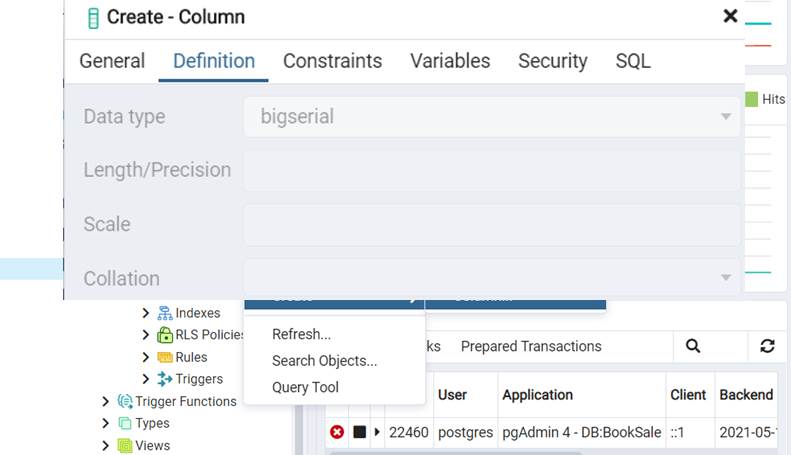 Create - Column
General Definition Constraints Variables Security SQL
Data type bigserial
Hits
Length/Precision
Scale
Collation
Indexes
RLS Policies
Rules
Triggers
Trigger Functions
Types
Views
Refresh...
Search Objects...
Query Tool
ks Prepared Transactions
User Application Client Backend
22460 postgres pgAdmin 4 - DB:BookSale ::1 2021-05-